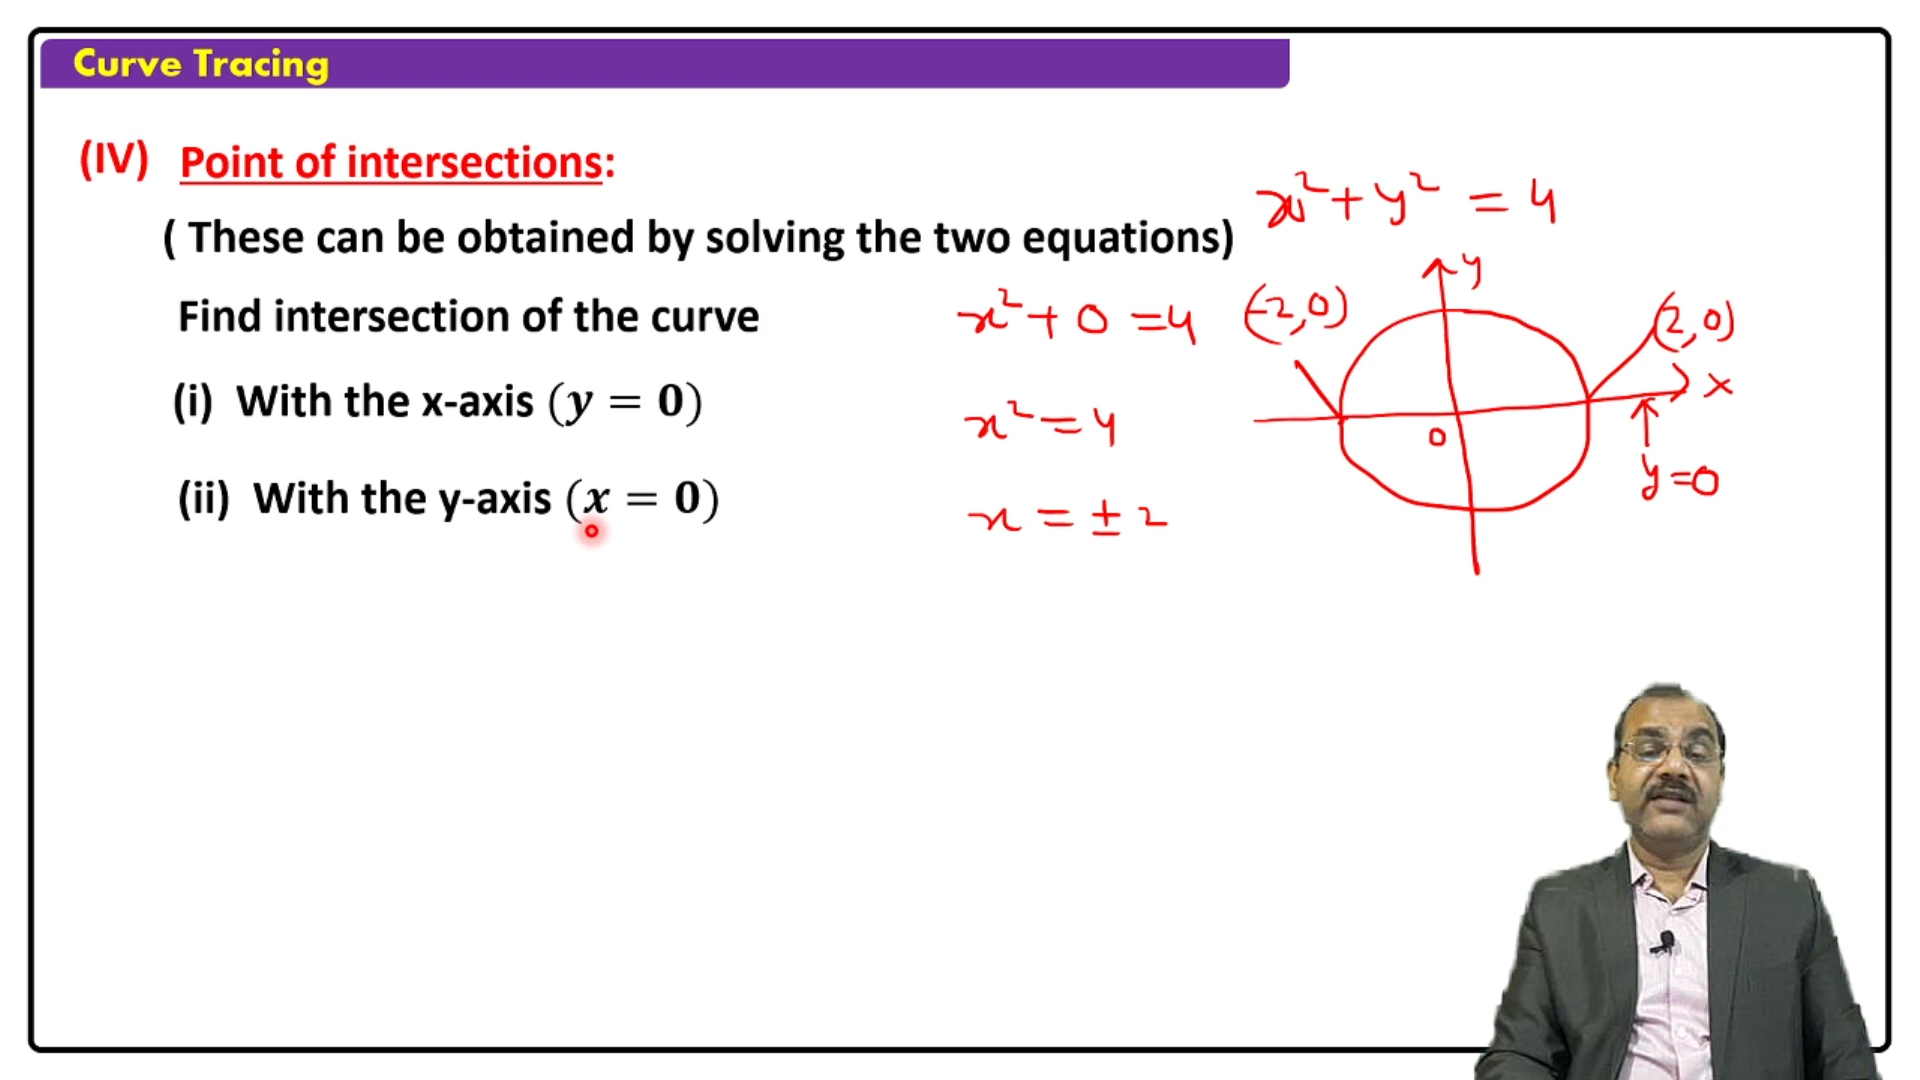 Curve Tracing
(IV) Point of intersections:
( These can be obtained by solving the two equations)
Find intersection of the curve
(i) With the x-axis (y = 0)
(ii) With the y-axis (x = 0)
x² + 0 = 4
x² = 4
x = ± 2
x² + y² = 4
y
(-2,0)
(2,0)
x
0
y=0